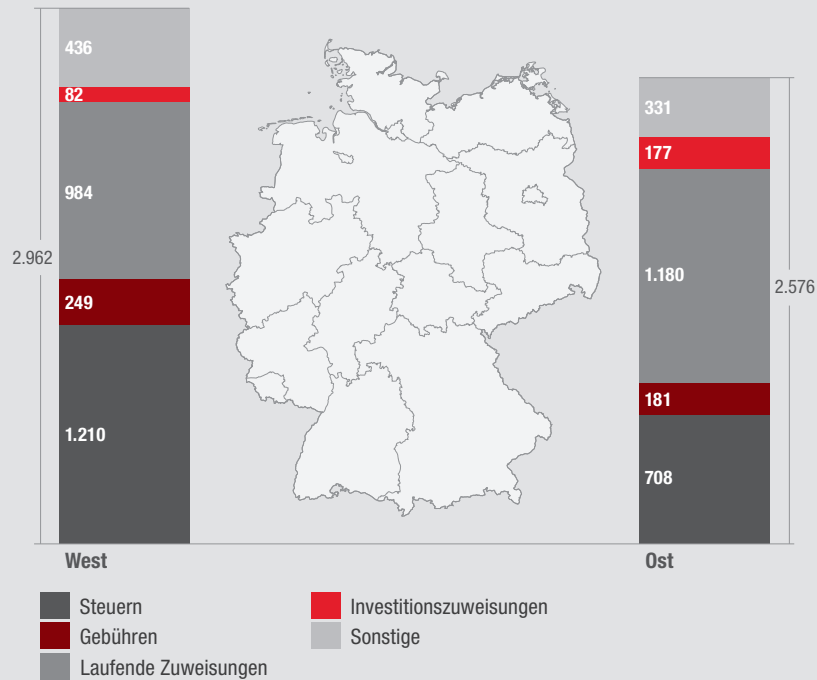 436
82
984
2.962
249
1.210
West
331
177
1.180
2.576
181
708
Ost
Steuern
Gebühren
Laufende Zuweisungen
Investitionszuweisungen
Sonstige